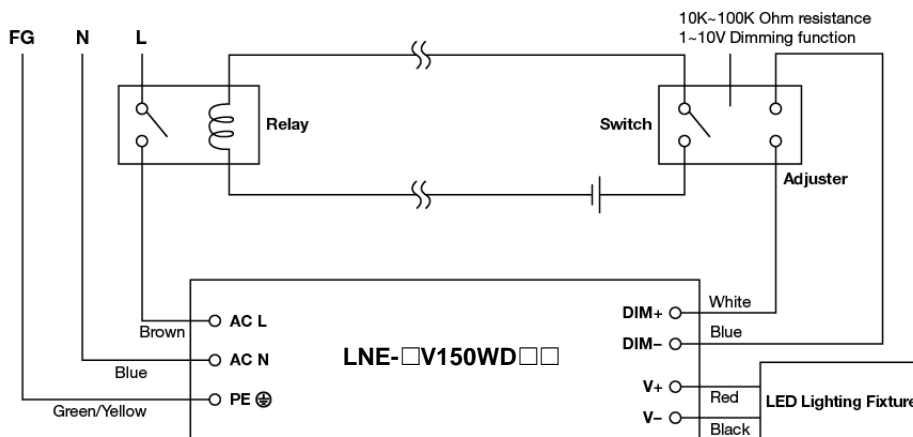 10K~100K Ohm resistance
1~10V Dimming function
FG N L
Relay
Switch
Adjuster
White
DIM+
Blue
DIM−
Brown
AC L
Blue
AC N
LNE-□V150WD□□
Green/Yellow
PE
V+
Red
LED Lighting Fixture
V−
Black